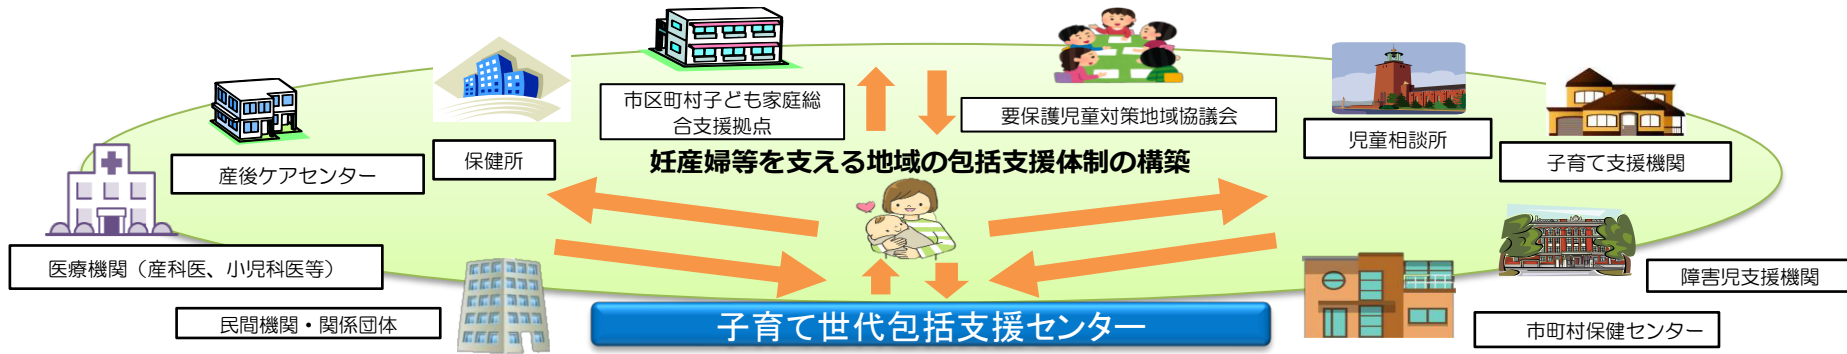 市区町村子ども家庭総
合支援拠点
要保護児童対策地域協議会
児童相談所
子育て支援機関
保健所
産後ケアセンター
妊産婦等を支える地域の包括支援体制の構築
医療機関（産科医、小児科医等）
障害児支援機関
民間機関・関係団体
子育て世代包括支援センター
市町村保健センター